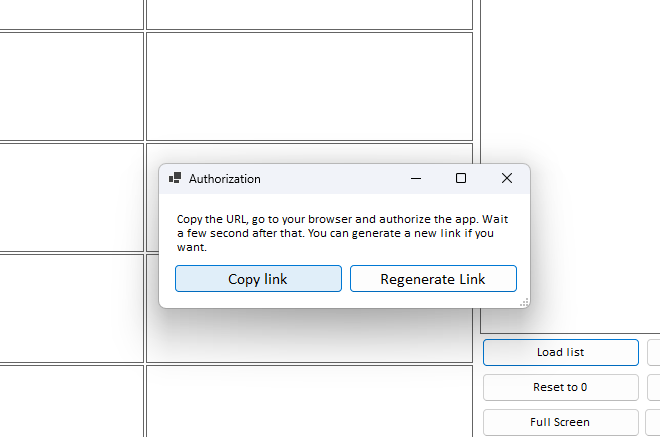 Authorization
Copy the URL, go to your browser and authorize the app. Wait
a few second after that. You can generate a new link if you
want.
Copy link
Regenerate Link
Load list
Reset to 0
Full Screen